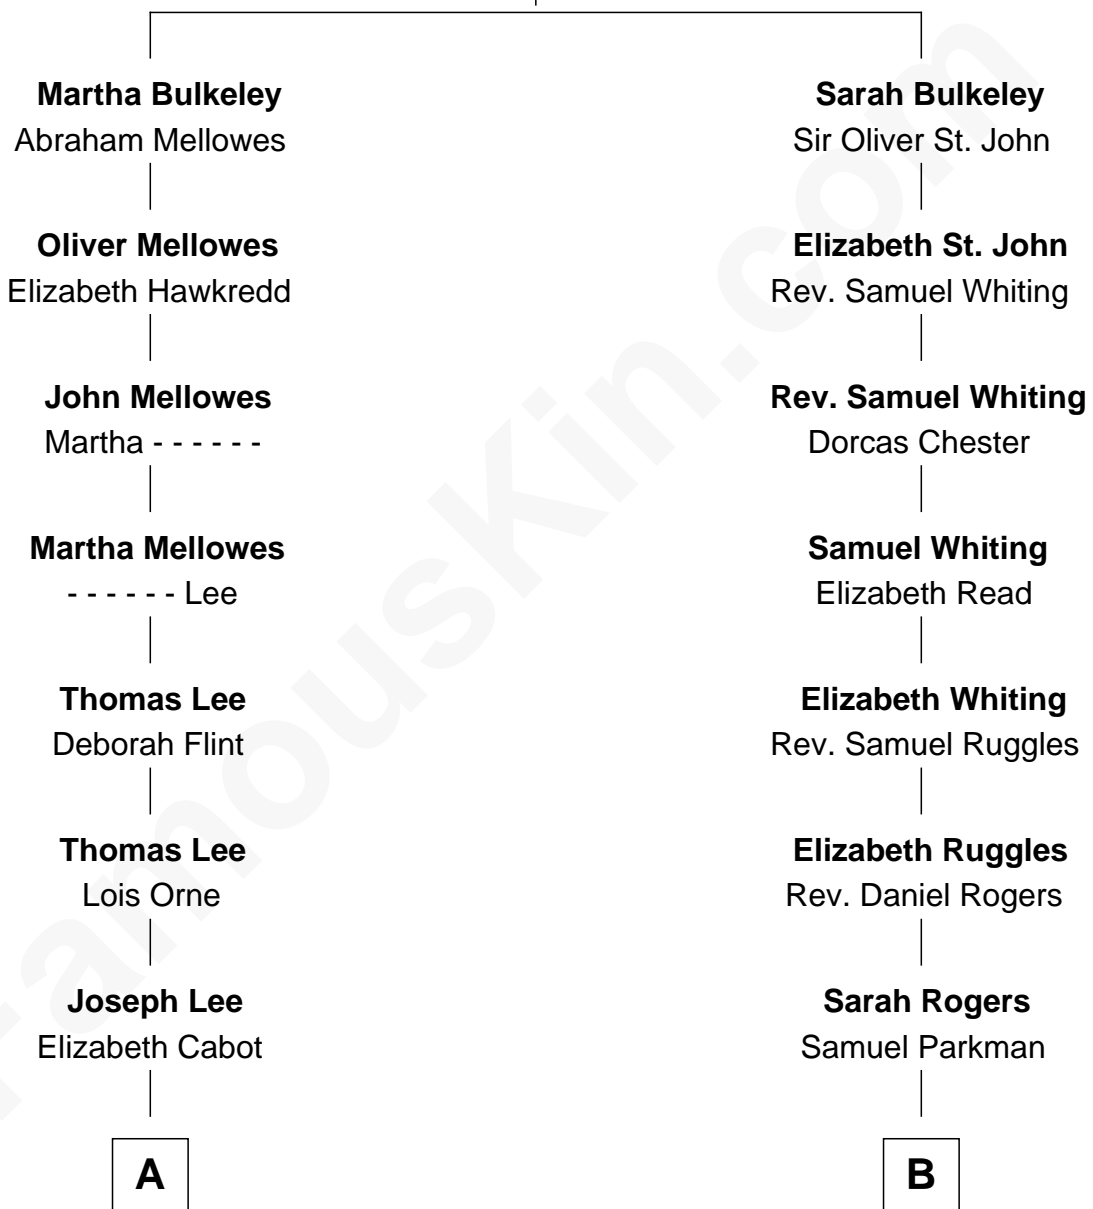 Martha Bulkeley
Abraham Mellowes
Oliver Mellowes
Elizabeth Hawkredd
John Mellowes
Martha - - - - - -
Martha Mellowes
- - - - - - Lee
Thomas Lee
Deborah Flint
Thomas Lee
Lois Orne
Joseph Lee
Elizabeth Cabot
A
Sarah Bulkeley
Sir Oliver St. John
Elizabeth St. John
Rev. Samuel Whiting
Rev. Samuel Whiting
Dorcas Chester
Samuel Whiting
Elizabeth Read
Elizabeth Whiting
Rev. Samuel Ruggles
Elizabeth Ruggles
Rev. Daniel Rogers
Sarah Rogers
Samuel Parkman
B
FamousKin.com